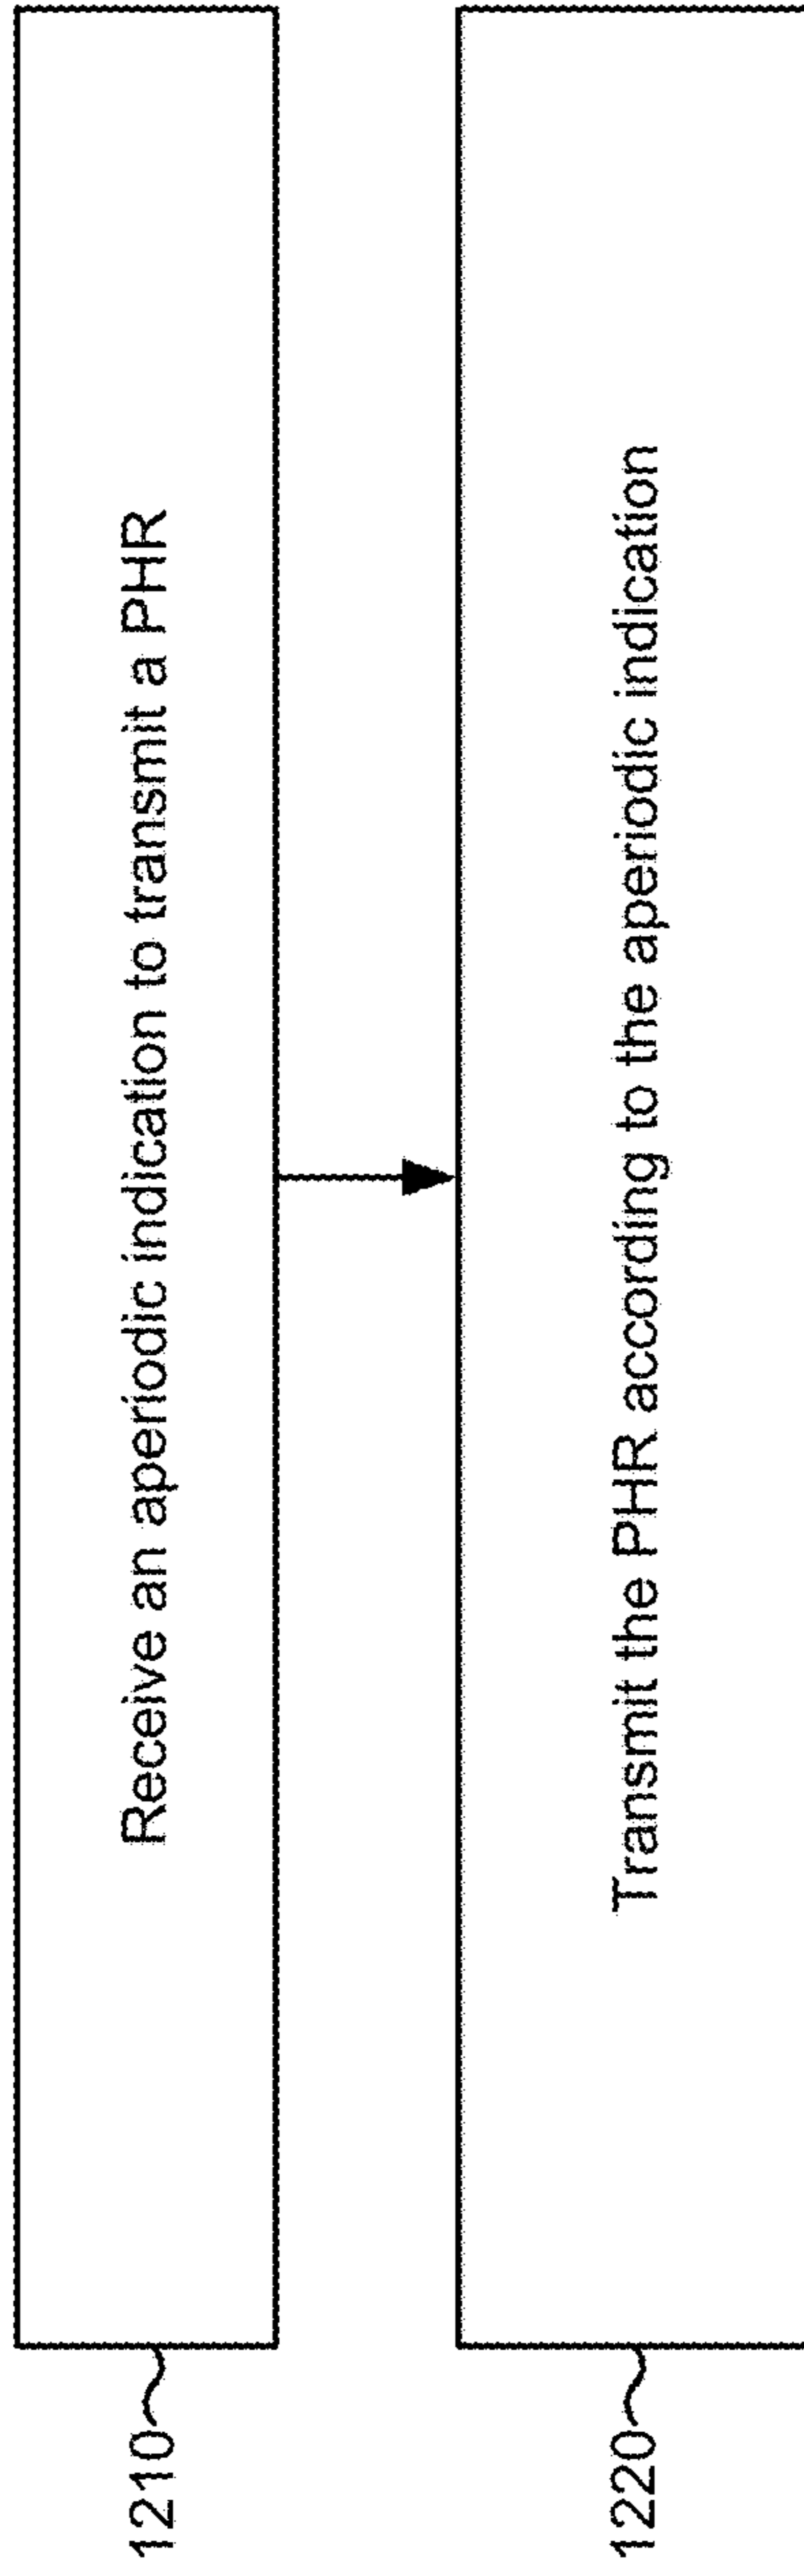 1210
Receive an aperiodic indication to transmit a PHR
1220
Transmit the PHR according to the aperiodic indication